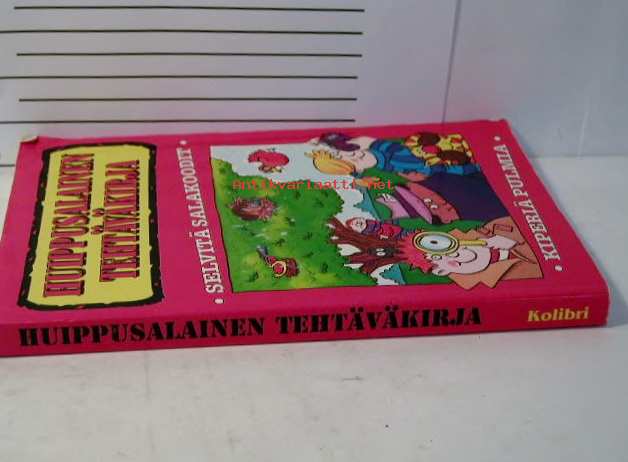 HUIPPUSALAINEN
TEHTÄVÄKIRJA
• SELVITÄ SALAKOODIT •
• KIPERIÄ PULMIA •
Antikvariaatti.Net
HUIPPUSALAINEN TEHTÄVÄKIRJA
Kolibri